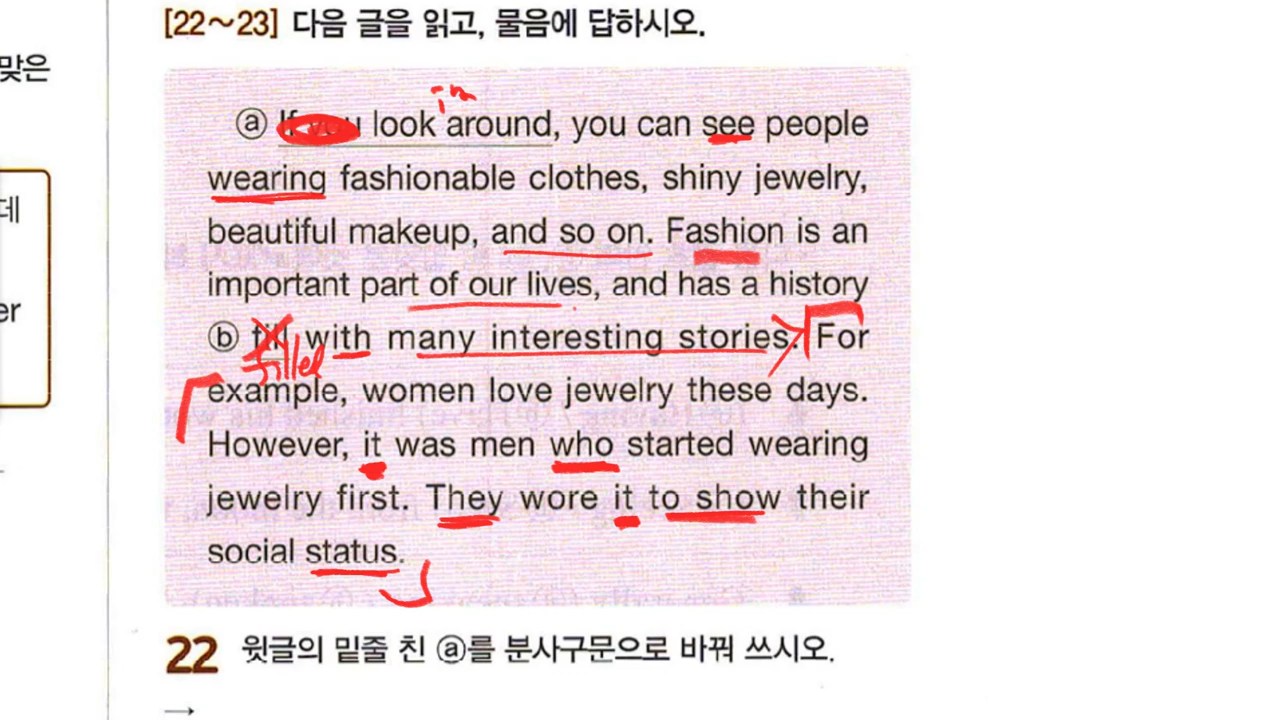 [22~23] 다음 글을 읽고, 물음에 답하시오.
맞은
데
er
ⓐ If you look around, you can see people
in
wearing fashionable clothes, shiny jewelry,
beautiful makeup, and so on. Fashion is an
important part of our lives, and has a history
ⓑ fill with many interesting stories. For
filled
example, women love jewelry these days.
However, it was men who started wearing
jewelry first. They wore it to show their
social status.
22 윗글의 밑줄 친 ⓐ를 분사구문으로 바꿔 쓰시오.
→